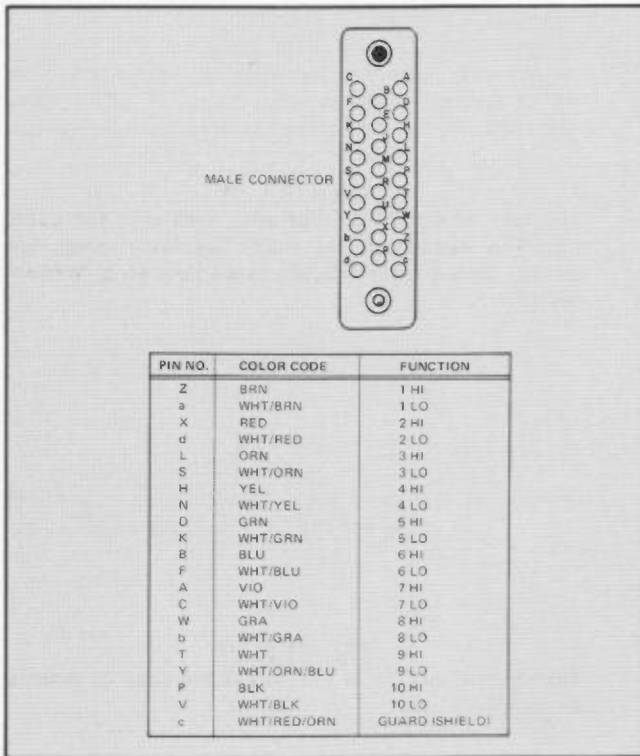 C A
B
F D
E
K H
J
N L
M
S P
R
V T
U
Y W
X
b Z
a
d c
MALE CONNECTOR
PIN NO. COLOR CODE FUNCTION
Z BRN 1 HI
a WHT/BRN 1 LO
X RED 2 HI
d WHT/RED 2 LO
L ORN 3 HI
S WHT/ORN 3 LO
H YEL 4 HI
N WHT/YEL 4 LO
D GRN 5 HI
K WHT/GRN 5 LO
B BLU 6 HI
F WHT/BLU 6 LO
A VIO 7 HI
C WHT/VIO 7 LO
W GRA 8 HI
b WHT/GRA 8 LO
T WHT 9 HI
Y WHT/ORN/BLU 9 LO
P BLK 10 HI
V WHT/BLK 10 LO
c WHT/RED/ORN GUARD (SHIELD)